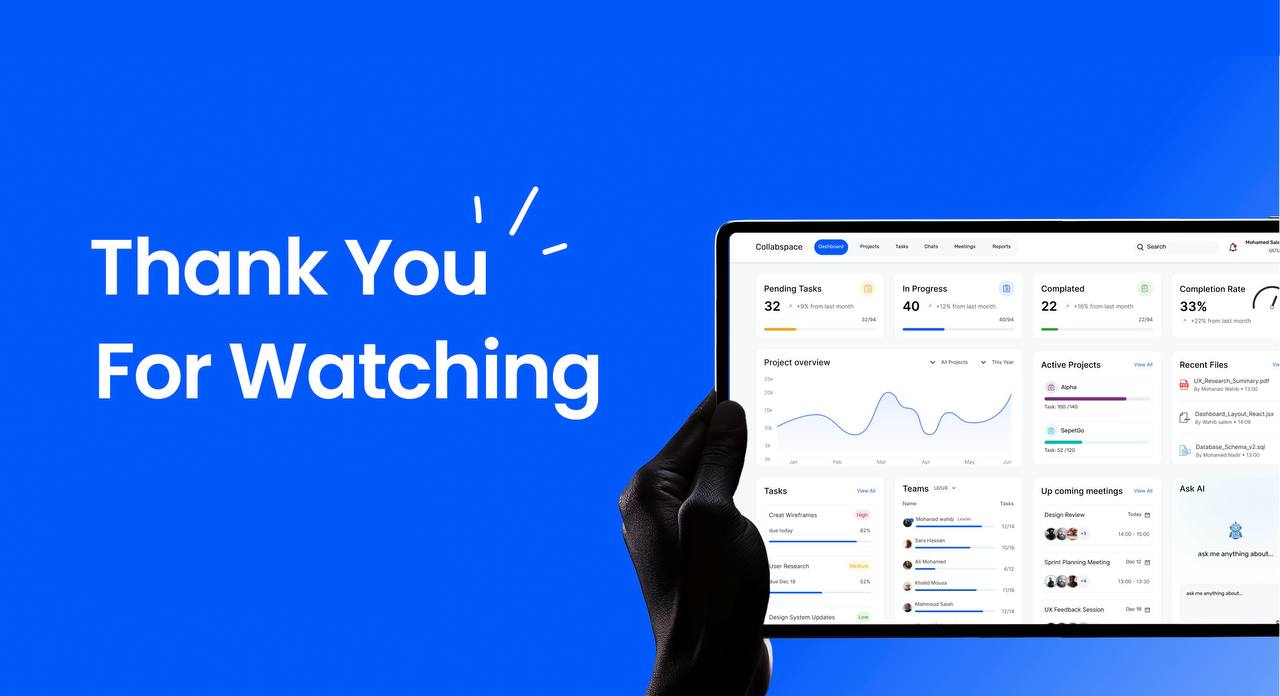 Thank You
For Watching
Collabspace Dashboard Projects Tasks Chats Meetings Reports Search
Pending Tasks
32 +9% from last month
32/94
In Progress
40 +12% from last month
40/94
Complated
22 +16% from last month
22/94
Completion Rate
33%
+22% from last month
Project overview All Projects This Year
25k
20k
15k
10k
5k
0k
Jan Feb Mar Apr May Jun
Active Projects View All
Alpha
Task: 100 /140
SepetGo
Task: 52 /120
Recent Files
UX_Research_Summary.pdf
By Mohanad Wahib • 13:00
Dashboard_Layout_React.jsx
By Wahib salem • 14:08
Database_Schema_v2.sql
By Mohamed Nadir • 13:00
Tasks View All
Creat Wireframes High
due today 82%
User Research Medium
due Dec 18 52%
Design System Updates Low
Teams UI/UX
Name Tasks
Mohanad wahib Leader 12/14
Sara Hassan 10/16
Ali Mohamed 4/12
Khalid Mousa 11/16
Mahmoud Salah 12/14
Up coming meetings View All
Design Review Today
+3 14:00 - 15:00
Sprint Planning Meeting Dec 12
+4 13:00 - 13:30
UX Feedback Session Dec 18
Ask AI
ask me anything about...
ask me anything about...